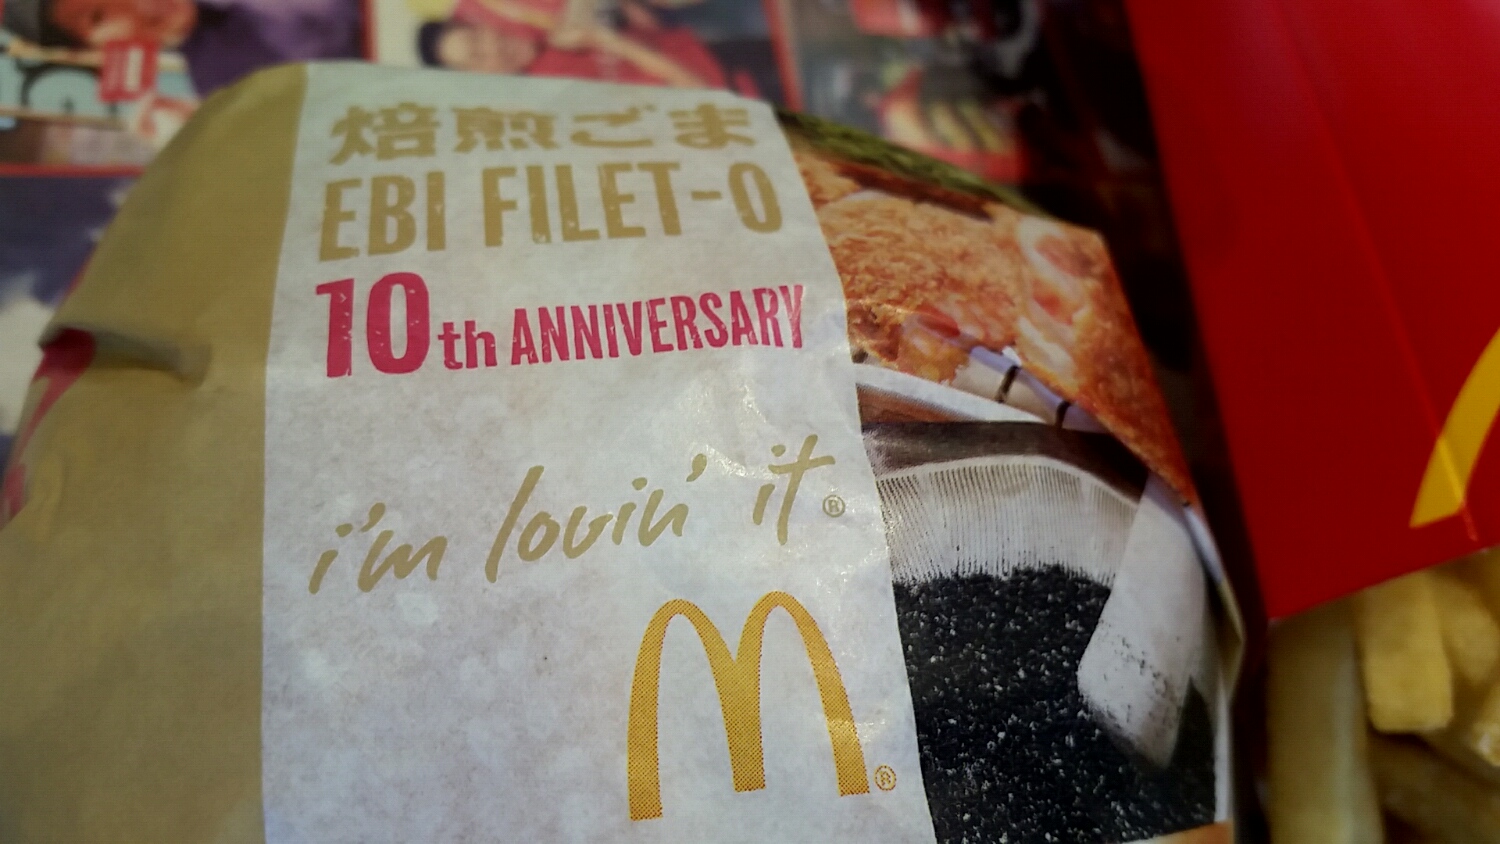 焙煎ごま
EBI FILET-O
10th ANNIVERSARY
i'm lovin' it®
M®